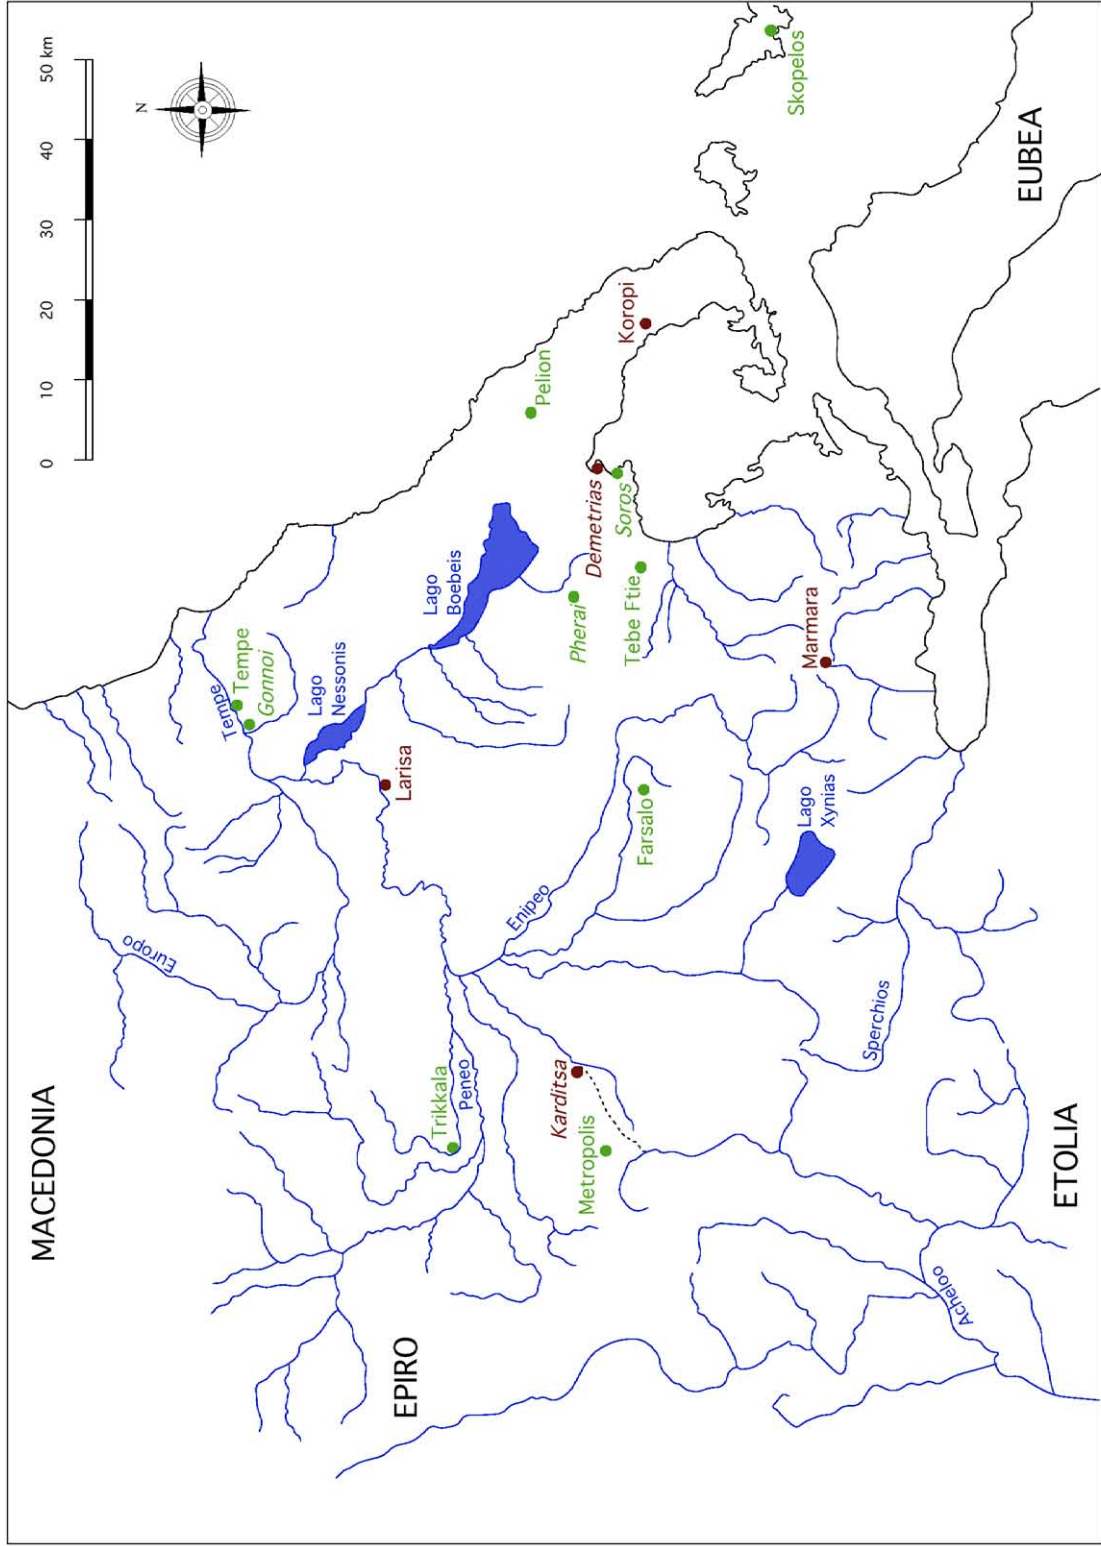 MACEDONIA
0 10 20 30 40 50 km
N
Europo
Tempe
Tempe
Gonnoi
Lago
Nessonis
EPIRO
Larisa
Lago
Boebeis
Trikkala
Peneo
Enipeo
Pelion
Karditsa
Pherai
Metropolis
Demetrias
Soros
Koropi
Tebe Ftie
Farsalo
Skopelos
Lago
Xynias
Marmara
Sperchios
Acheloo
EUBEA
ETOLIA